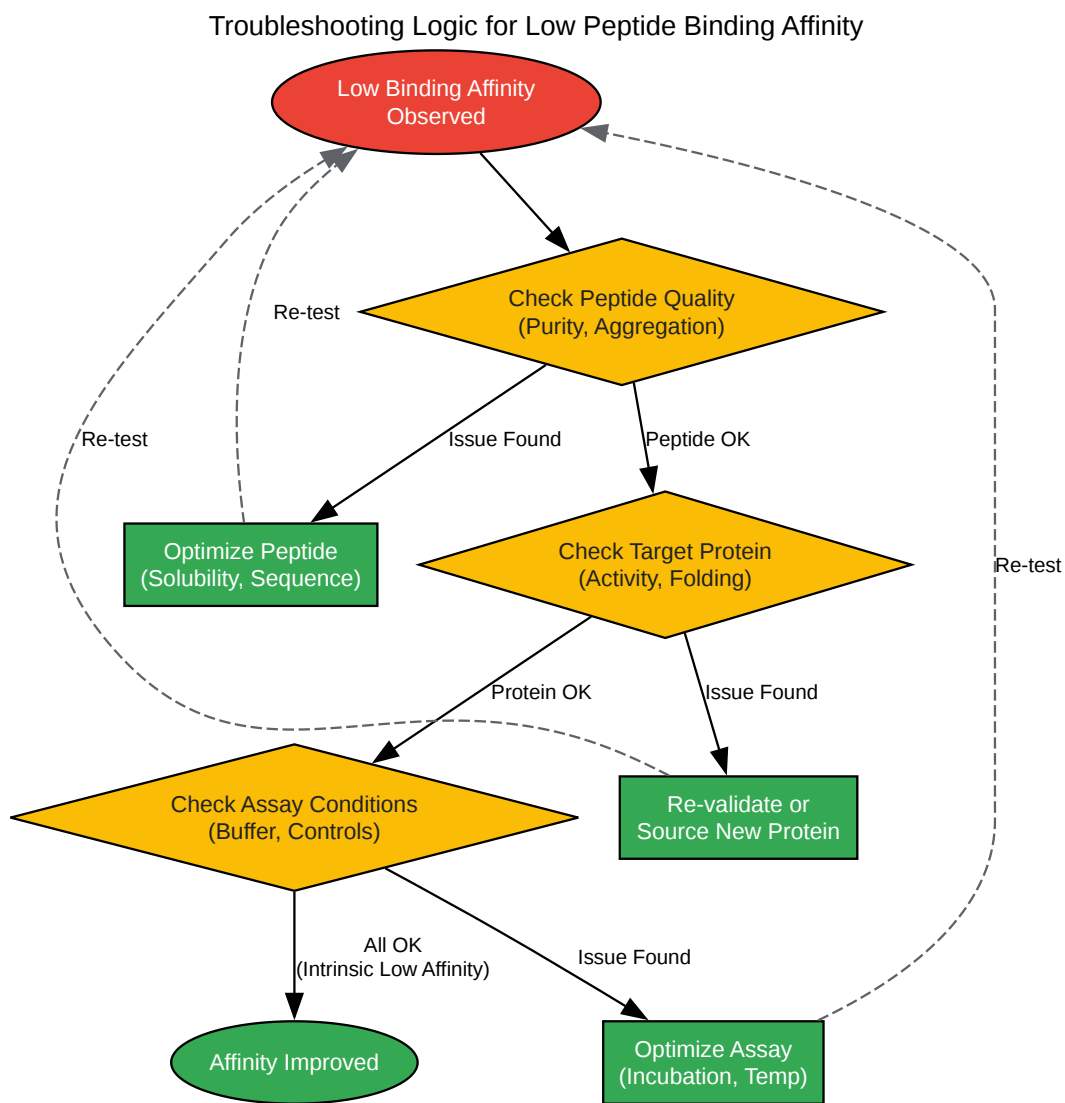 Troubleshooting Logic for Low Peptide Binding Affinity
Low Binding Affinity
Observed
Check Peptide Quality
(Purity, Aggregation)
Re-test
Re-test
Issue Found
Peptide OK
Optimize Peptide
(Solubility, Sequence)
Check Target Protein
(Activity, Folding)
Re-test
Protein OK
Issue Found
Check Assay Conditions
(Buffer, Controls)
Re-validate or
Source New Protein
All OK
(Intrinsic Low Affinity)
Issue Found
Affinity Improved
Optimize Assay
(Incubation, Temp)